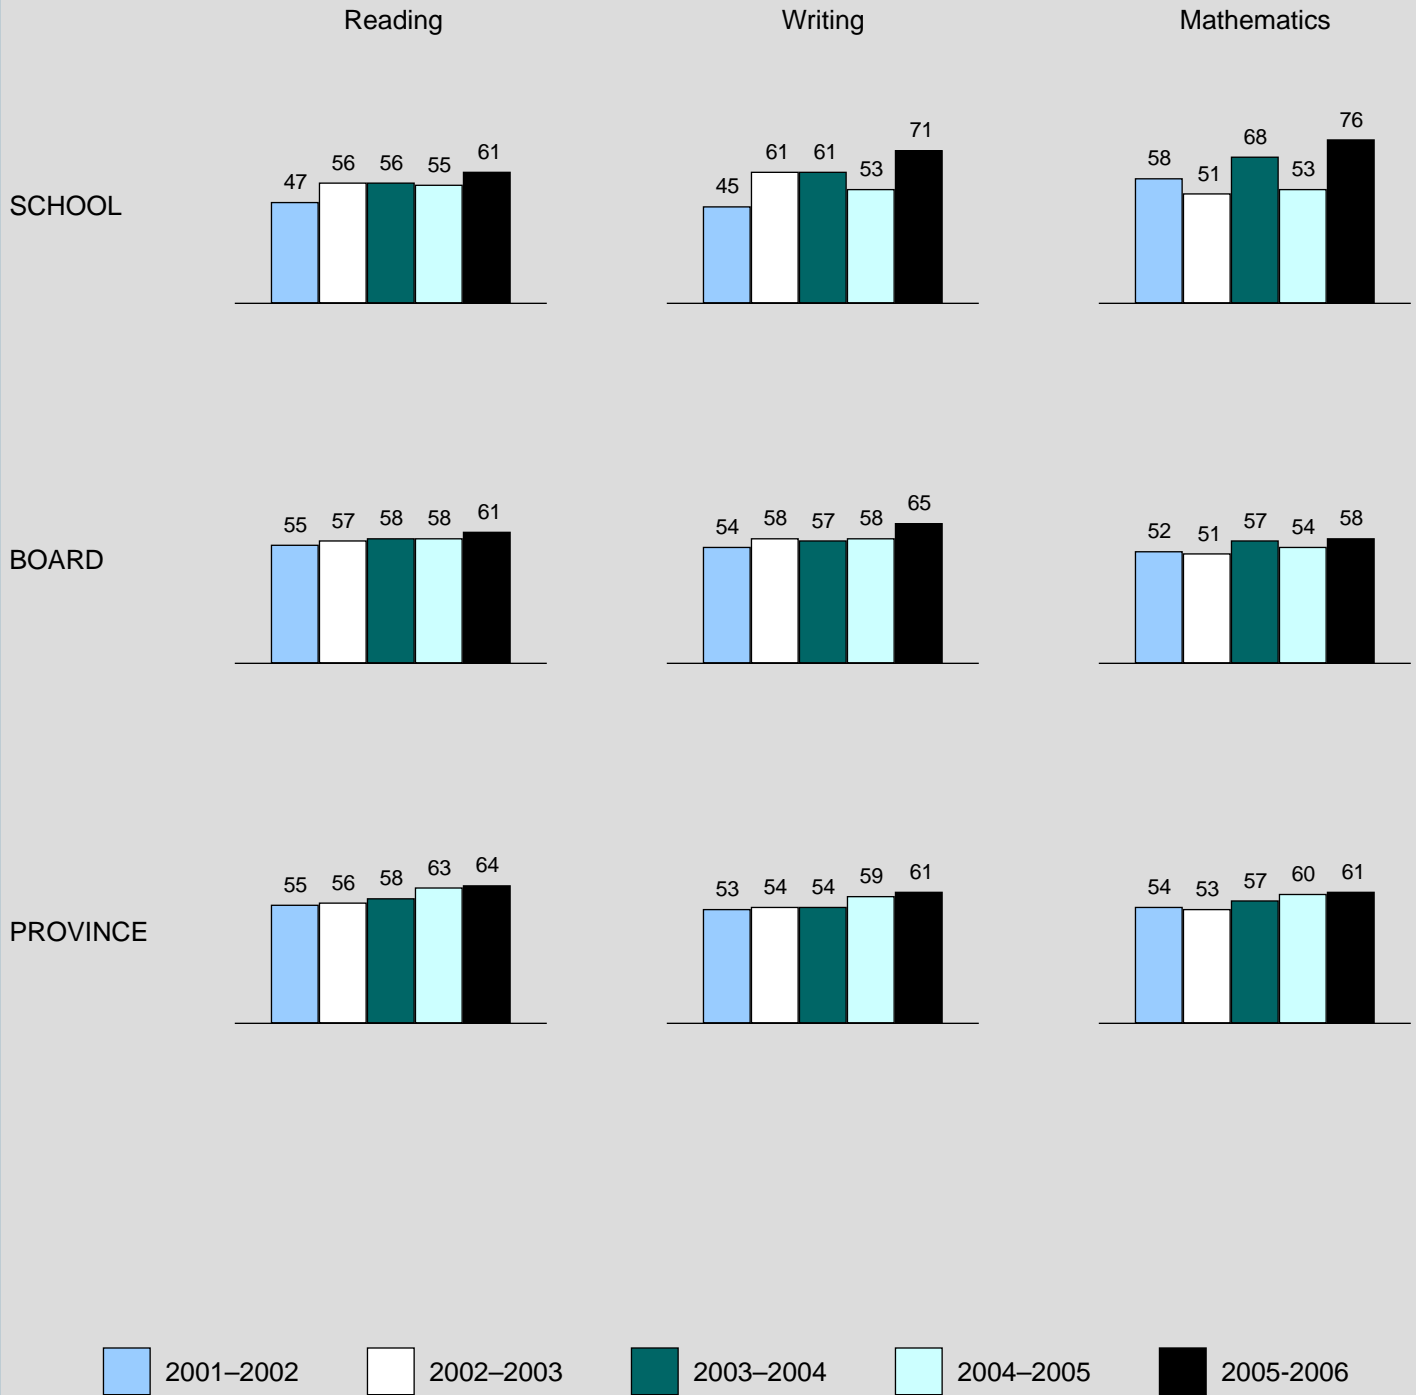 Reading Writing Mathematics
SCHOOL
47 56 56 55 61
45 61 61 53 71
58 51 68 53 76
BOARD
55 57 58 58 61
54 58 57 58 65
52 51 57 54 58
PROVINCE
55 56 58 63 64
53 54 54 59 61
54 53 57 60 61
2001–2002 2002–2003 2003–2004 2004–2005 2005-2006